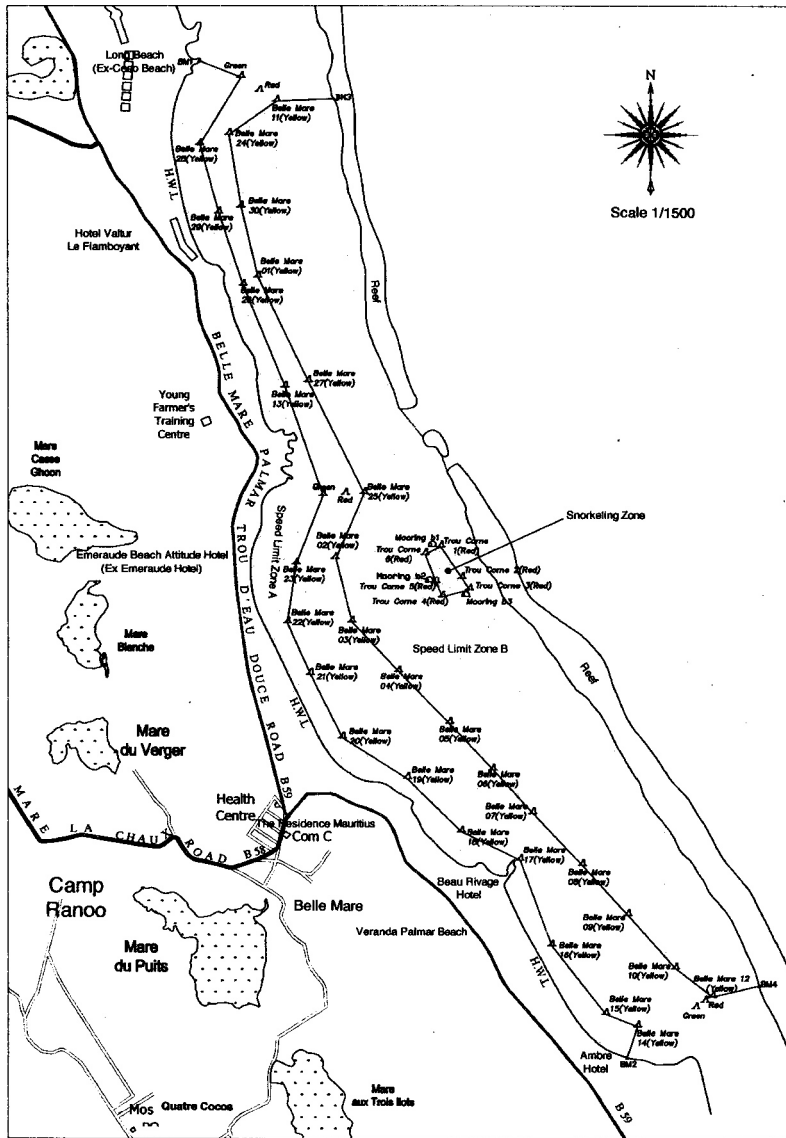 Long Beach
(Ex-Coco Beach)
BM1
Green
Red
Belle Mare
11(Yellow)
BM3
Belle Mare
24(Yellow)
Belle Mare
28(Yellow)
H.W.L
N
Scale 1/1500
Belle Mare
30(Yellow)
Belle Mare
29(Yellow)
Hotel Valtur
Le Flamboyant
Belle Mare
01(Yellow)
Belle Mare
26(Yellow)
Reef
BELLE MARE PALMAR TROU D'EAU DOUCE ROAD B 59
Belle Mare
27(Yellow)
Belle Mare
13(Yellow)
Young
Farmer's
Training
Centre
Mare
Casse
Ghoon
Green
Red
Belle Mare
25(Yellow)
Speed Limit Zone A
Snorkeling Zone
Mooring b1
Trou Corne
1(Red)
Trou Corne
6(Red)
Belle Mare
02(Yellow)
Belle Mare
23(Yellow)
Emeraude Beach Attitude Hotel
(Ex Emeraude Hotel)
Trou Corne 2(Red)
Mooring b2
Trou Corne 5(Red)
Trou Corne 3(Red)
Trou Corne 4(Red)
Mooring b3
Mare
Blanche
Belle Mare
22(Yellow)
Belle Mare
03(Yellow)
Speed Limit Zone B
Reef
Belle Mare
21(Yellow)
Belle Mare
04(Yellow)
H.W.L
Belle Mare
05(Yellow)
Belle Mare
20(Yellow)
Mare
du Verger
Belle Mare
19(Yellow)
Belle Mare
06(Yellow)
Health
Centre
The Residence Mauritius
Com C
MARE LA CHAUX ROAD B 58
Belle Mare
07(Yellow)
Belle Mare
18(Yellow)
Belle Mare
17(Yellow)
Belle Mare
08(Yellow)
Camp
Ranoo
Beau Rivage
Hotel
Belle Mare
Belle Mare
09(Yellow)
Veranda Palmar Beach
Mare
du Puits
Belle Mare
16(Yellow)
H.W.L
Belle Mare
10(Yellow)
Belle Mare 12
(Yellow)
BM4
Red
Green
Belle Mare
15(Yellow)
Belle Mare
14(Yellow)
Ambre
Hotel
BM2
Mare
aux Trois Ilots
Mos
Quatre Cocos
B 59